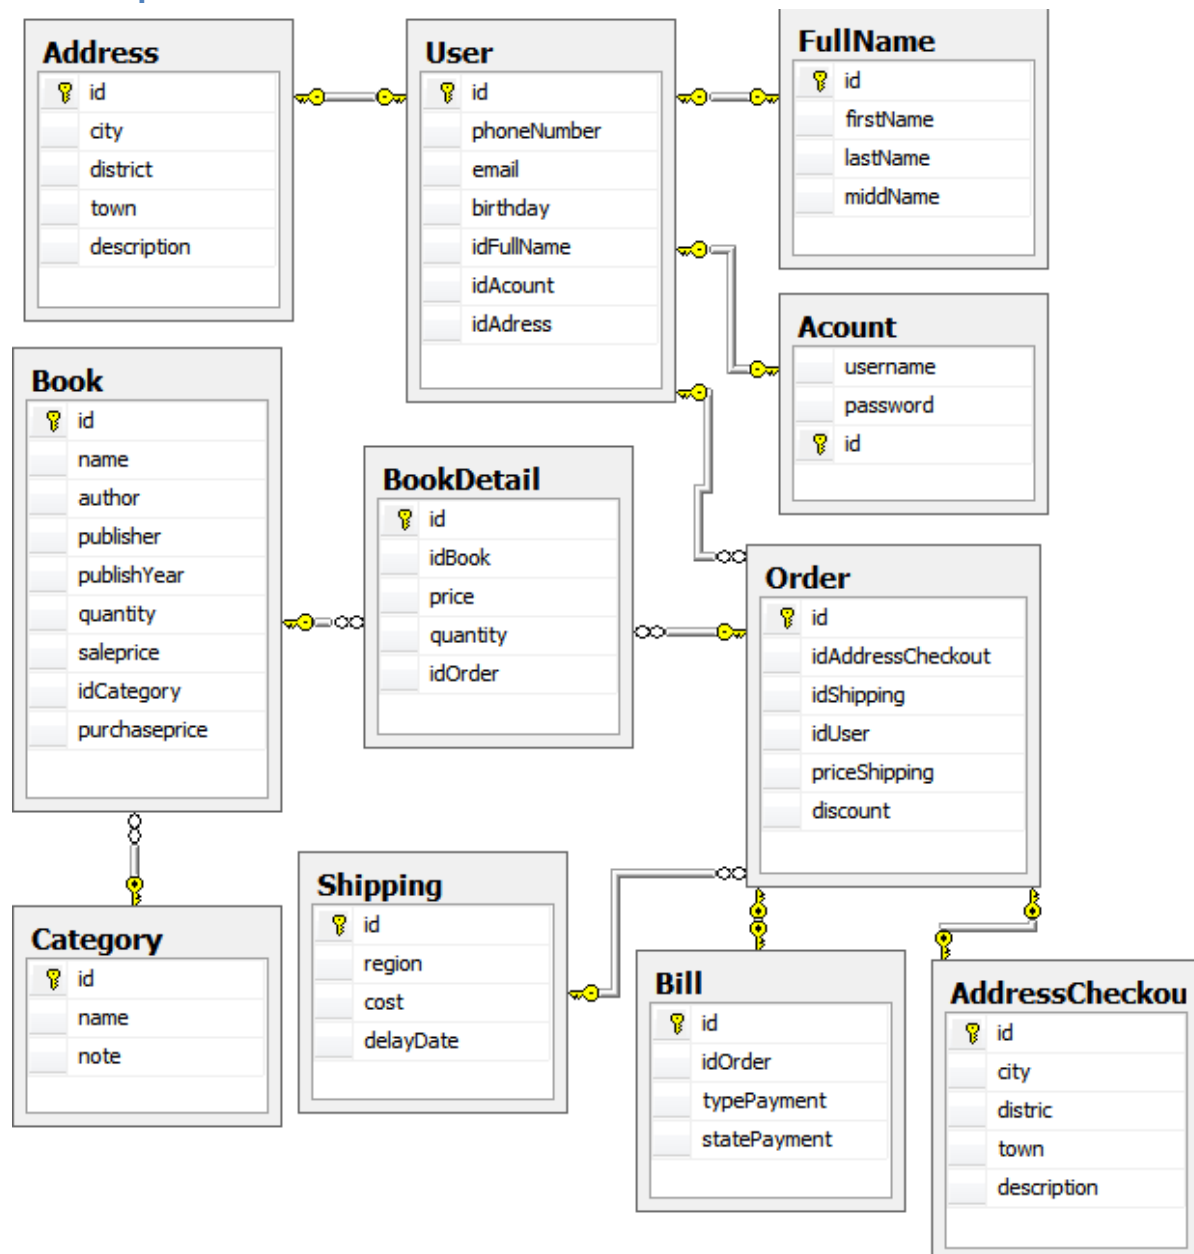 Address
id
city
district
town
description
User
id
phoneNumber
email
birthday
idFullName
idAcount
idAdress
FullName
id
firstName
lastName
middName
Acount
username
password
id
Book
id
name
author
publisher
publishYear
quantity
saleprice
idCategory
purchaseprice
BookDetail
id
idBook
price
quantity
idOrder
Order
id
idAddressCheckout
idShipping
idUser
priceShipping
discount
Category
id
name
note
Shipping
id
region
cost
delayDate
Bill
id
idOrder
typePayment
statePayment
AddressCheckou
id
city
distric
town
description